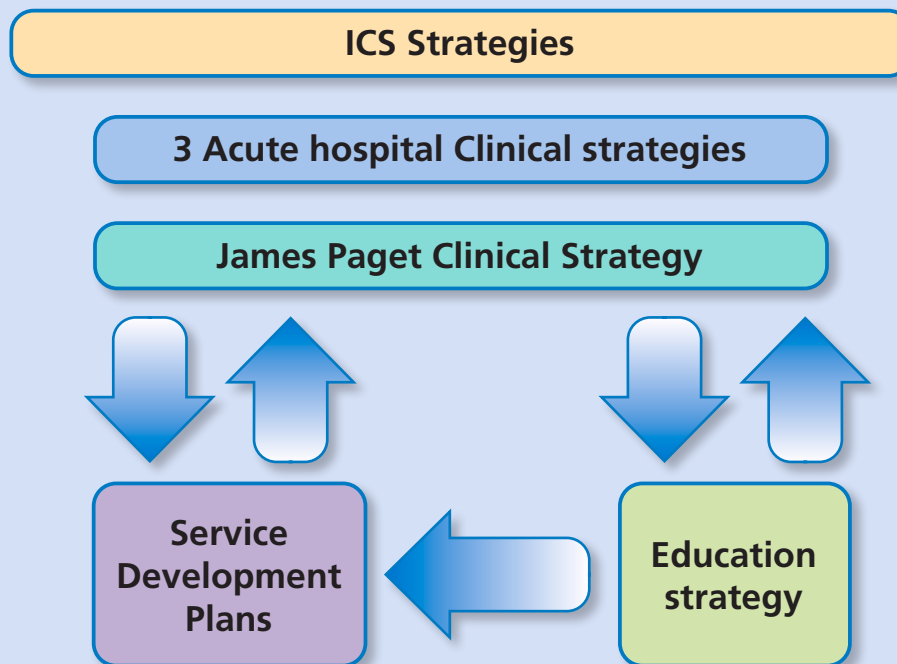 ICS Strategies
3 Acute hospital Clinical strategies
James Paget Clinical Strategy
Service
Development
Plans
Education
strategy